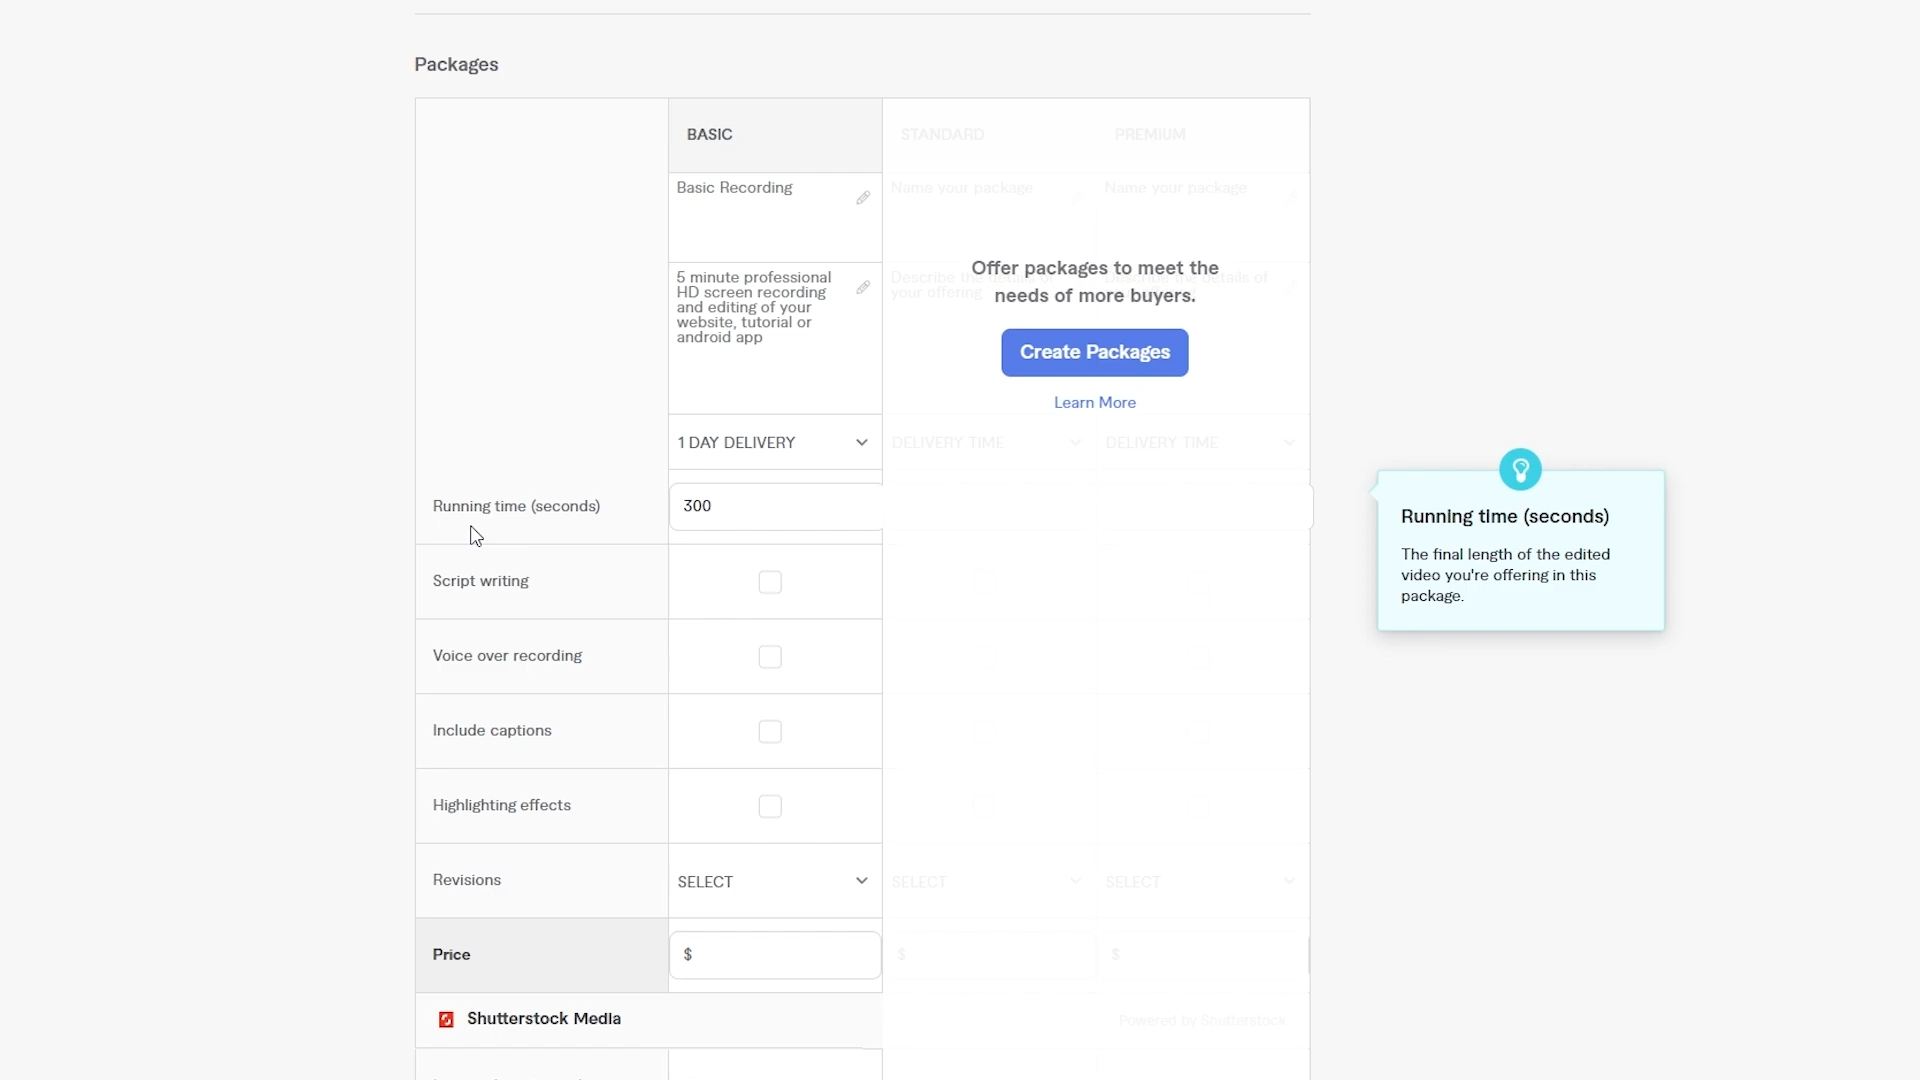 Packages
BASIC
STANDARD
PREMIUM
Basic Recording
Name your package
Name your package
5 minute professional
HD screen recording
and editing of your
website, tutorial or
android app
Describe the details of
your offering
Describe the details of
Offer packages to meet the
needs of more buyers.
Create Packages
Learn More
1 DAY DELIVERY
DELIVERY TIME
DELIVERY TIME
Running time (seconds)
300
Running time (seconds)
The final length of the edited
video you're offering in this
package.
Script writing
Voice over recording
Include captions
Highlighting effects
Revisions
SELECT
SELECT
SELECT
Price
$
$
$
Shutterstock Media
Powered by Shutterstock